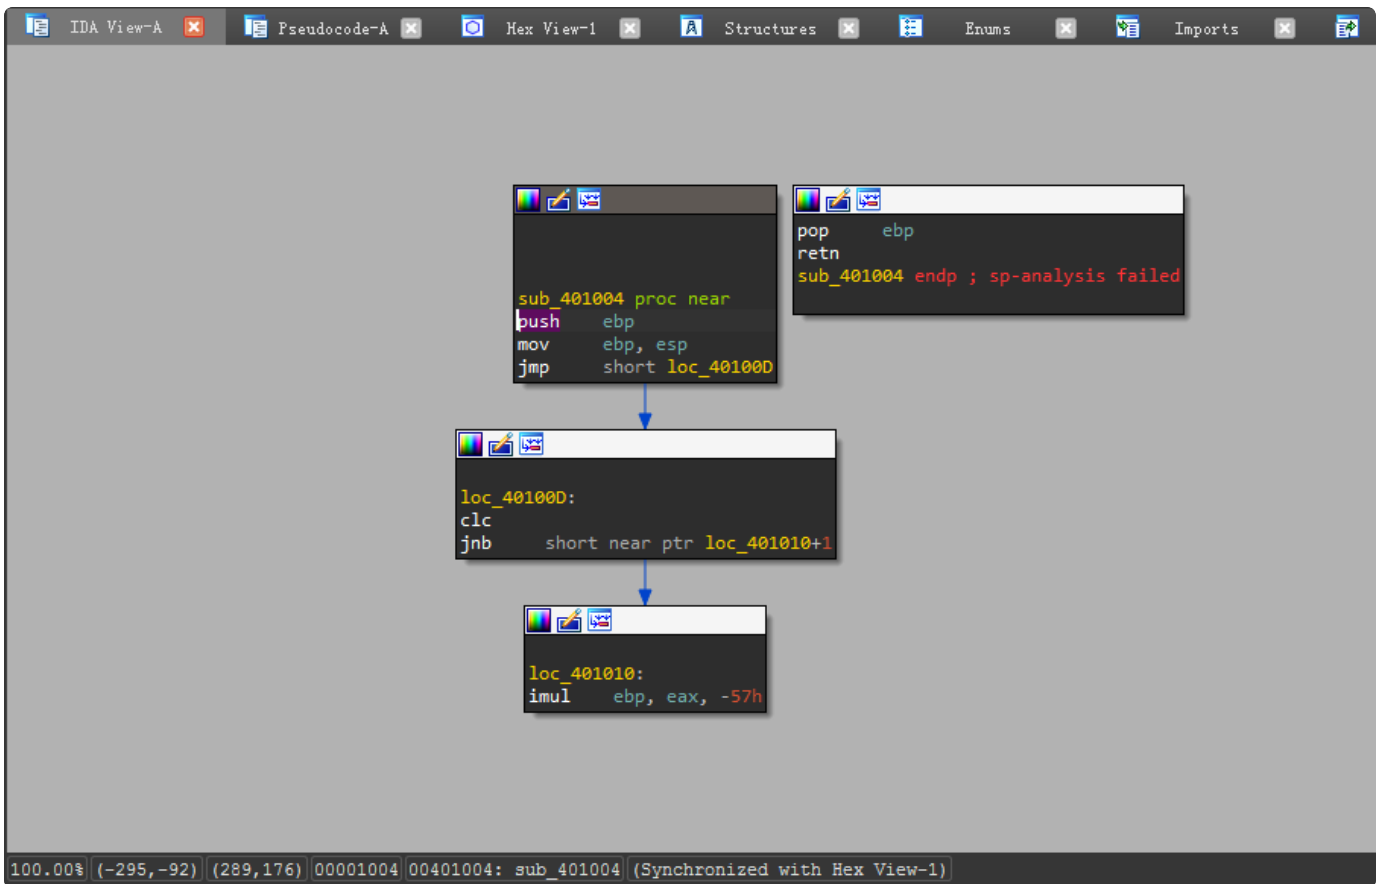 IDA View-A Pseudocode-A Hex View-1 Structures Enums Imports
sub_401004 proc near
push ebp
mov ebp, esp
jmp short loc_40100D
pop ebp
retn
sub_401004 endp ; sp-analysis failed
loc_40100D:
clc
jnb short near ptr loc_401010+1
loc_401010:
imul ebp, eax, -57h
100.00% (-295,-92) (289,176) 00001004 00401004: sub_401004 (Synchronized with Hex View-1)